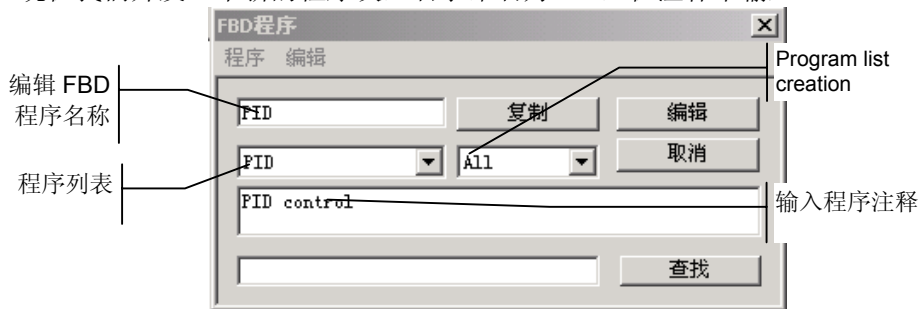 FBD程序
程序 编辑
Program list
creation
编辑 FBD
程序名称
PID
复制
编辑
程序列表
PID
All
取消
PID control
输入程序注释
查找